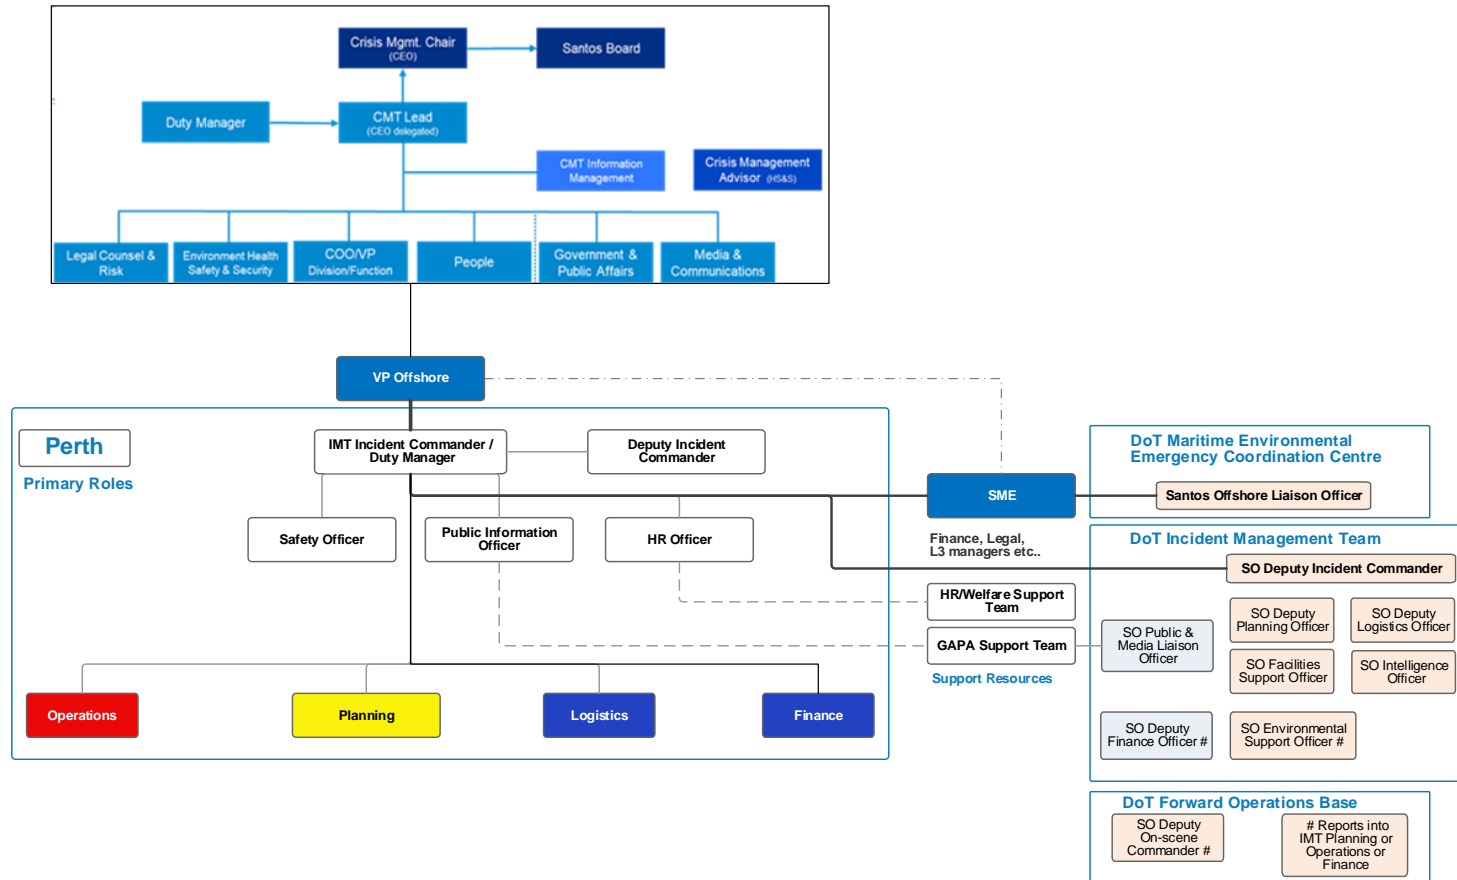 Crisis Mgmt. Chair
(CEO)
Santos Board
Duty Manager
CMT Lead
(CEO delegated)
CMT Information
Management
Crisis Management
Advisor (HS&S)
Legal Counsel &
Risk
Environment Health
Safety & Security
COO/VP
Division/Function
People
Government &
Public Affairs
Media &
Communications
VP Offshore
Perth
Primary Roles
IMT Incident Commander /
Duty Manager
Deputy Incident
Commander
Safety Officer
Public Information
Officer
HR Officer
SME
Finance, Legal,
L3 managers etc..
HR/Welfare Support
Team
GAPA Support Team
Support Resources
Operations
Planning
Logistics
Finance
DoT Maritime Environmental
Emergency Coordination Centre
Santos Offshore Liaison Officer
DoT Incident Management Team
SO Deputy Incident Commander
SO Public &
Media Liaison
Officer
SO Deputy
Planning Officer
SO Deputy
Logistics Officer
SO Facilities
Support Officer
SO Intelligence
Officer
SO Deputy
Finance Officer #
SO Environmental
Support Officer #
DoT Forward Operations Base
SO Deputy
On-scene
Commander #
# Reports into
IMT Planning or
Operations or
Finance